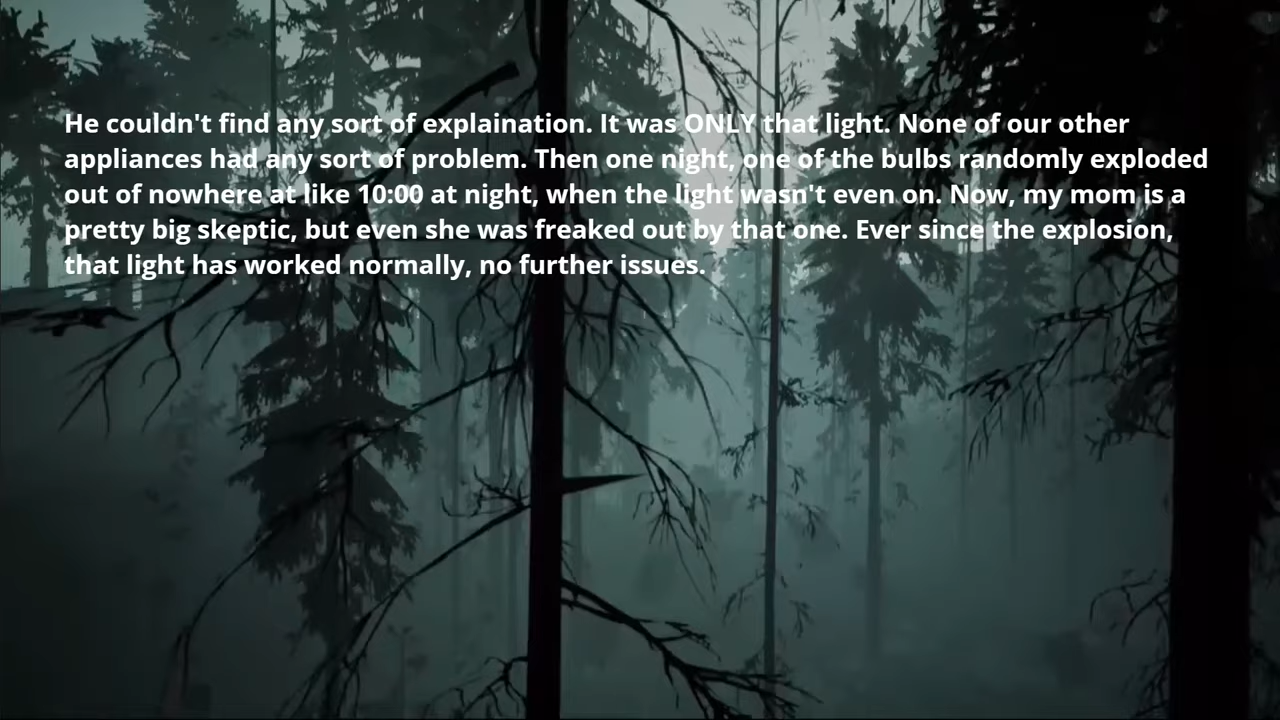 He couldn't find any sort of explaination. It was ONLY that light. None of our other
appliances had any sort of problem. Then one night, one of the bulbs randomly exploded
out of nowhere at like 10:00 at night, when the light wasn't even on. Now, my mom is a
pretty big skeptic, but even she was freaked out by that one. Ever since the explosion,
that light has worked normally, no further issues.